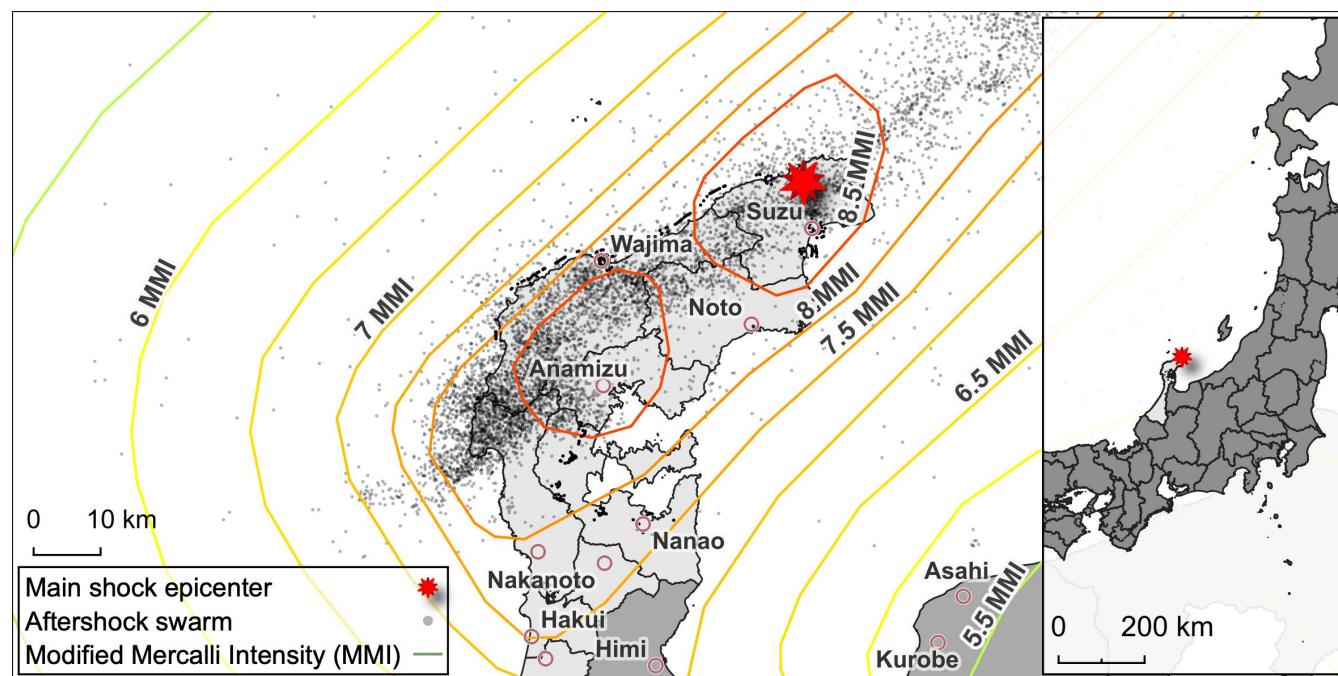 6 MMI
7 MMI
Wajima
Suzu
8.5 MMI
8 MMI
7.5 MMI
6.5 MMI
Noto
Anamizu
Nanao
Nakanoto
Hakui
Himi
Asahi
Kurobe
5.5 MMI
0 10 km
Main shock epicenter
Aftershock swarm
Modified Mercalli Intensity (MMI)
0 200 km